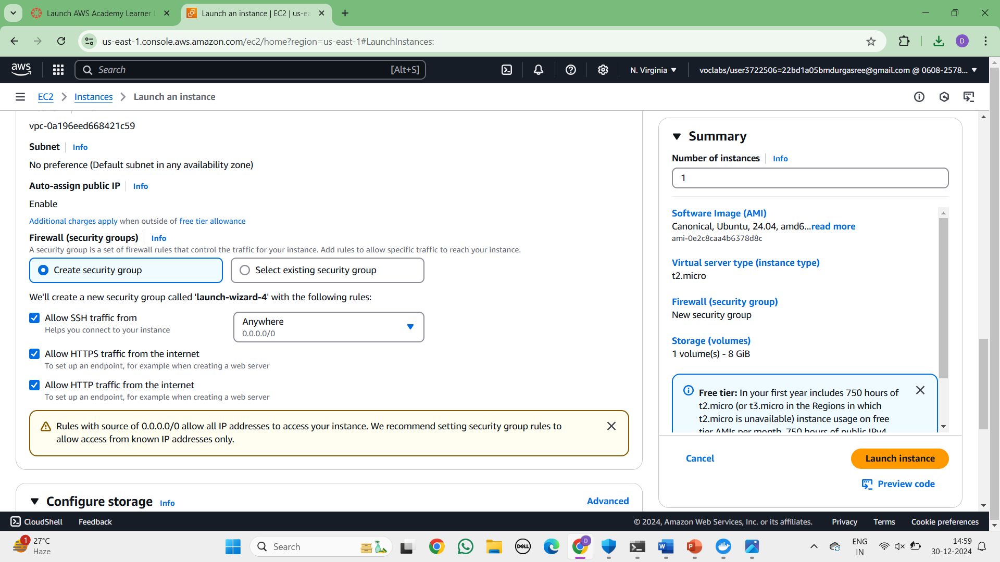 Launch AWS Academy Learner L
Launch an instance | EC2 | us-ea
us-east-1.console.aws.amazon.com/ec2/home?region=us-east-1#LaunchInstances:
D
aws
Search
[Alt+S]
N. Virginia
voclabs/user3722506=22bd1a05bmdurgasree@gmail.com @ 0608-2578...
EC2
Instances
Launch an instance
vpc-0a196eed668421c59
Subnet
Info
No preference (Default subnet in any availability zone)
Auto-assign public IP
Info
Enable
Additional charges apply when outside of free tier allowance
Firewall (security groups)
Info
A security group is a set of firewall rules that control the traffic for your instance. Add rules to allow specific traffic to reach your instance.
Create security group
Select existing security group
We'll create a new security group called 'launch-wizard-4' with the following rules:
Allow SSH traffic from
Helps you connect to your instance
Anywhere
0.0.0.0/0
Allow HTTPS traffic from the internet
To set up an endpoint, for example when creating a web server
Allow HTTP traffic from the internet
To set up an endpoint, for example when creating a web server
Rules with source of 0.0.0.0/0 allow all IP addresses to access your instance. We recommend setting security group rules to
allow access from known IP addresses only.
Configure storage
Info
Advanced
Summary
Number of instances
Info
1
Software Image (AMI)
Canonical, Ubuntu, 24.04, amd6...read more
ami-0e2c8caa4b6378d8c
Virtual server type (instance type)
t2.micro
Firewall (security group)
New security group
Storage (volumes)
1 volume(s) - 8 GiB
Free tier: In your first year includes 750 hours of
t2.micro (or t3.micro in the Regions in which
t2.micro is unavailable) instance usage on free
tier AMIs per month, 750 hours of public IPv4
Cancel
Launch instance
Preview code
CloudShell
Feedback
© 2024, Amazon Web Services, Inc. or its affiliates.
Privacy
Terms
Cookie preferences
1
27°C
Haze
Search
DELL
D
W
P
ENG
IN
14:59
30-12-2024